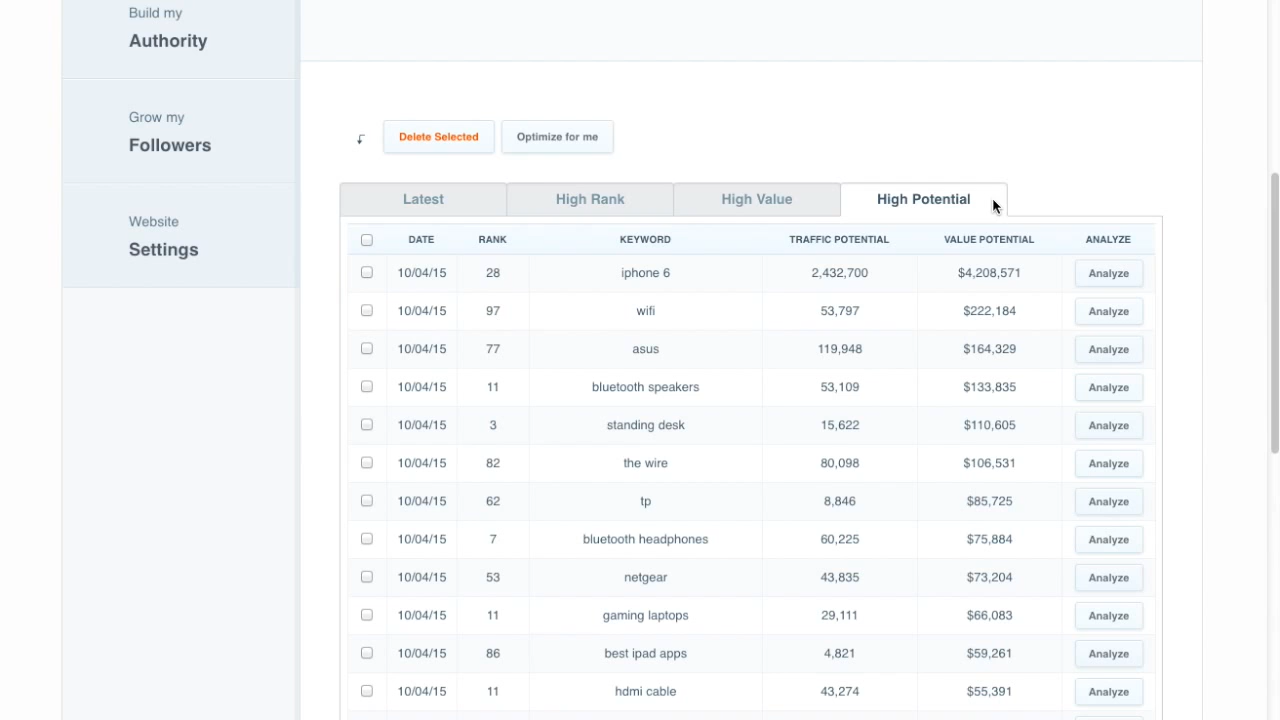 Build my
Authority
Grow my
Followers
Website
Settings
Delete Selected Optimize for me
Latest High Rank High Value High Potential
DATE RANK KEYWORD TRAFFIC POTENTIAL VALUE POTENTIAL ANALYZE
10/04/15 28 iphone 6 2,432,700 $4,208,571 Analyze
10/04/15 97 wifi 53,797 $222,184 Analyze
10/04/15 77 asus 119,948 $164,329 Analyze
10/04/15 11 bluetooth speakers 53,109 $133,835 Analyze
10/04/15 3 standing desk 15,622 $110,605 Analyze
10/04/15 82 the wire 80,098 $106,531 Analyze
10/04/15 62 tp 8,846 $85,725 Analyze
10/04/15 7 bluetooth headphones 60,225 $75,884 Analyze
10/04/15 53 netgear 43,835 $73,204 Analyze
10/04/15 11 gaming laptops 29,111 $66,083 Analyze
10/04/15 86 best ipad apps 4,821 $59,261 Analyze
10/04/15 11 hdmi cable 43,274 $55,391 Analyze